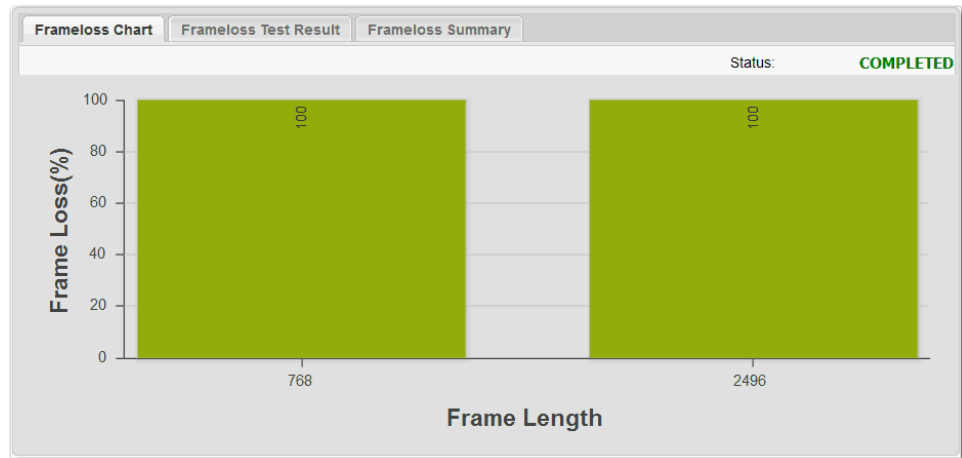 Frameloss Chart Frameloss Test Result Frameloss Summary
Status: COMPLETED
100
80
60
40
20
0
Frame Loss(%)
100
100
768 2496
Frame Length